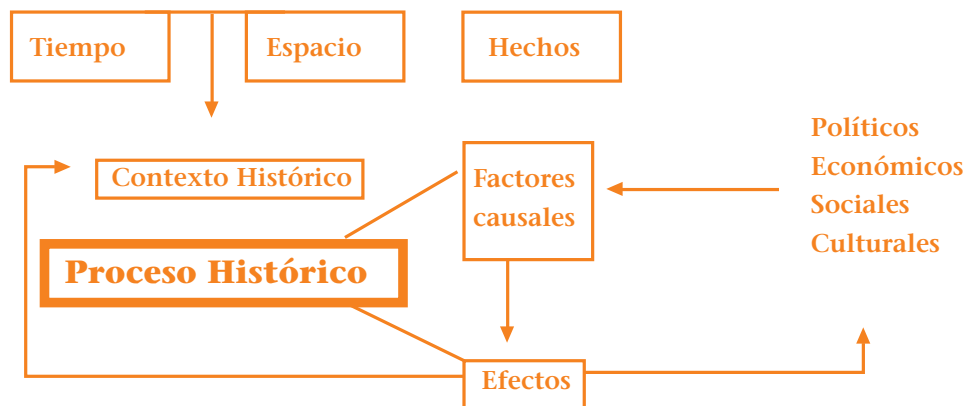 Tiempo
Espacio
Hechos
Políticos
Económicos
Sociales
Culturales
Contexto Histórico
Factores
causales
Proceso Histórico
Efectos